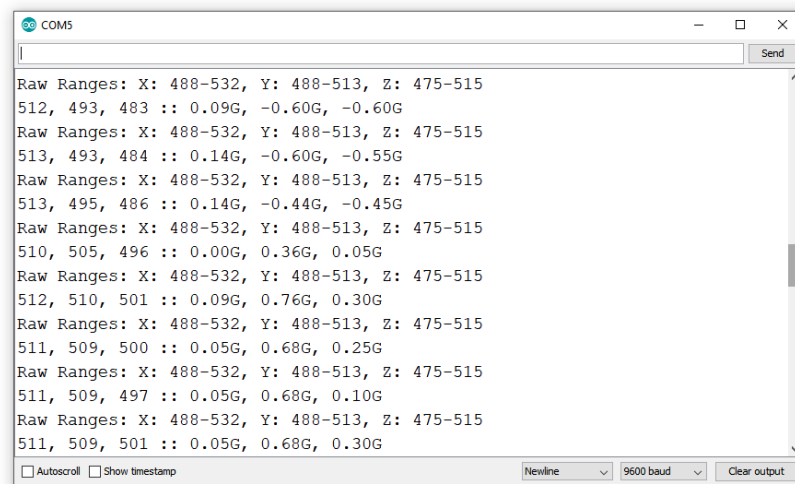 COM5
Send
Raw Ranges: X: 488-532, Y: 488-513, Z: 475-515
512, 493, 483 :: 0.09G, -0.60G, -0.60G
Raw Ranges: X: 488-532, Y: 488-513, Z: 475-515
513, 493, 484 :: 0.14G, -0.60G, -0.55G
Raw Ranges: X: 488-532, Y: 488-513, Z: 475-515
513, 495, 486 :: 0.14G, -0.44G, -0.45G
Raw Ranges: X: 488-532, Y: 488-513, Z: 475-515
510, 505, 496 :: 0.00G, 0.36G, 0.05G
Raw Ranges: X: 488-532, Y: 488-513, Z: 475-515
512, 510, 501 :: 0.09G, 0.76G, 0.30G
Raw Ranges: X: 488-532, Y: 488-513, Z: 475-515
511, 509, 500 :: 0.05G, 0.68G, 0.25G
Raw Ranges: X: 488-532, Y: 488-513, Z: 475-515
511, 509, 497 :: 0.05G, 0.68G, 0.10G
Raw Ranges: X: 488-532, Y: 488-513, Z: 475-515
511, 509, 501 :: 0.05G, 0.68G, 0.30G
Autoscroll Show timestamp Newline 9600 baud Clear output